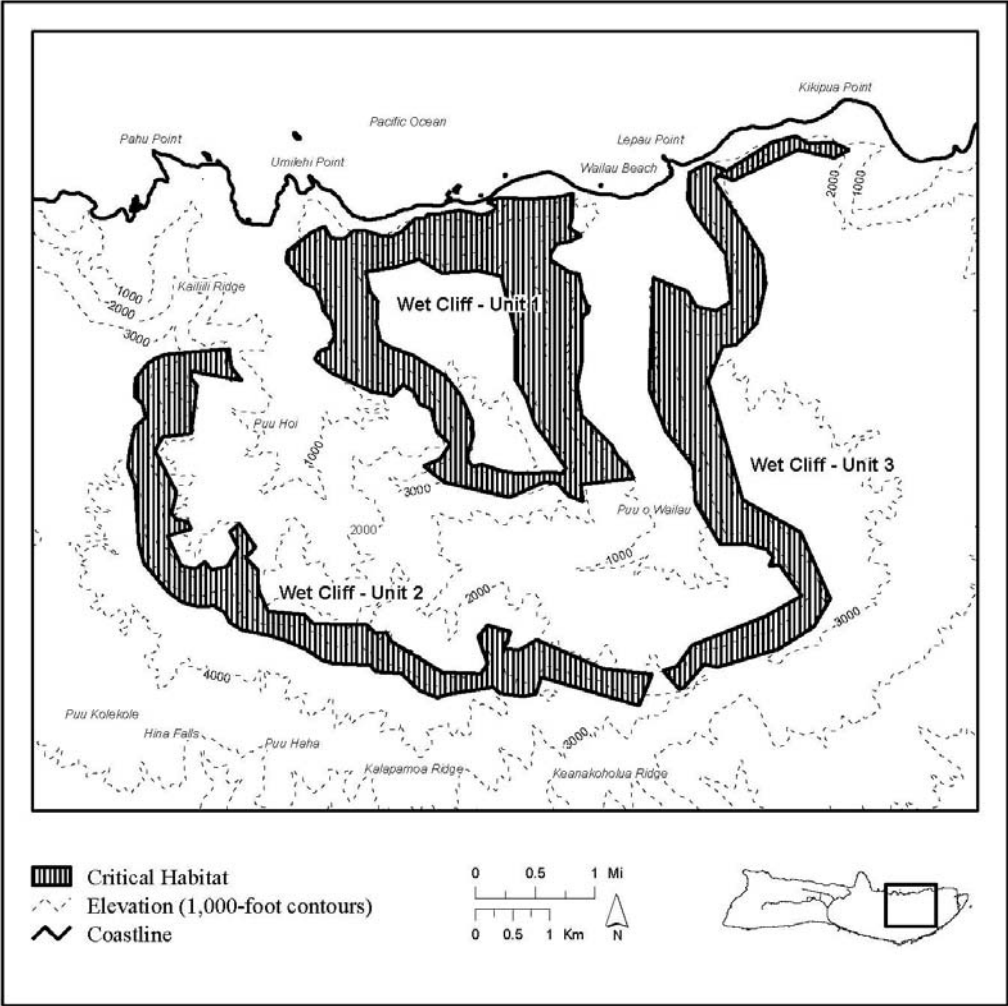 Kikipua Point
Pacific Ocean
Pahu Point
Lepau Point
Umilehi Point
Wailau Beach
2000
1000
Kailiili Ridge
1000
2000
3000
Wet Cliff - Unit 1
Puu Hoi
1000
Wet Cliff - Unit 3
3000
Puu o Wailau
2000
1000
Wet Cliff - Unit 2
2000
3000
4000
Puu Kolekole
Hina Falls
Puu Haha
3000
Kalapamoa Ridge
Keanakoholua Ridge
Critical Habitat
Elevation (1,000-foot contours)
Coastline
0 0.5 1 Mi
0 0.5 1 Km
N